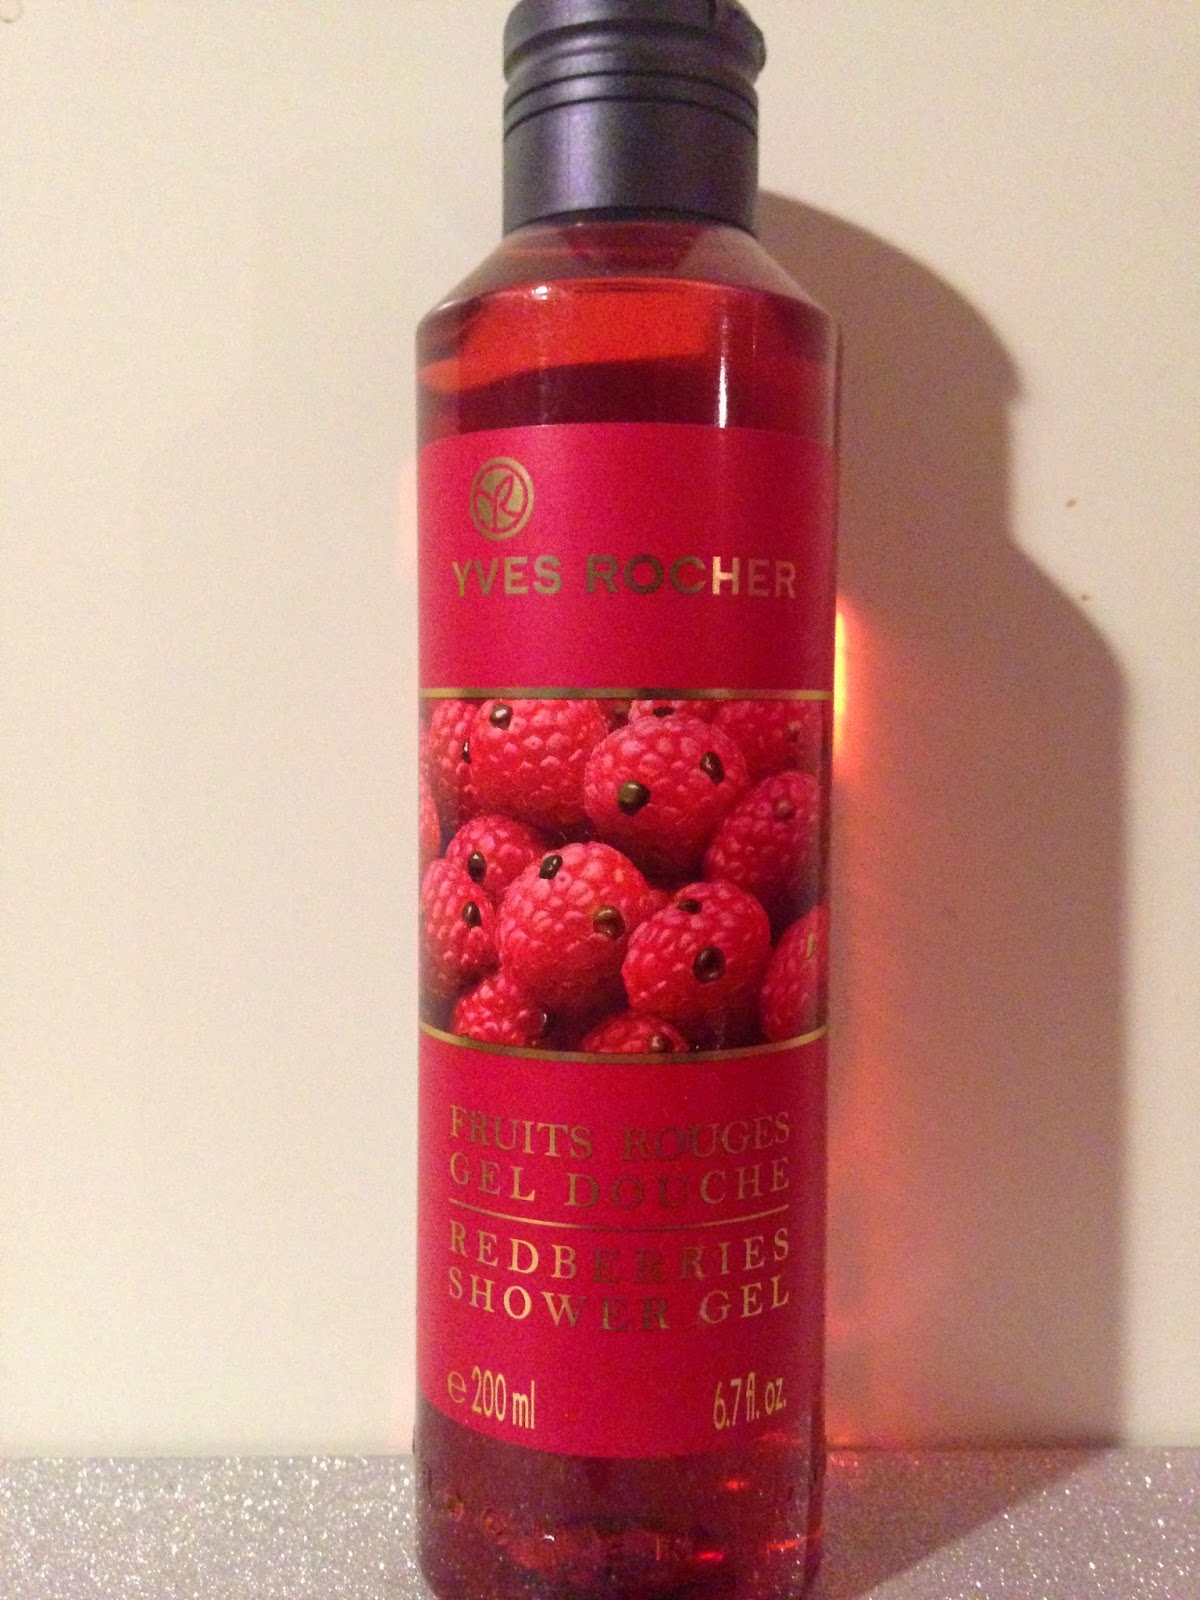 YVES ROCHER
FRUITS ROUGES
GEL DOUCHE
REDBERRIES
SHOWER GEL
℮ 200 ml 6.7 fl. oz.